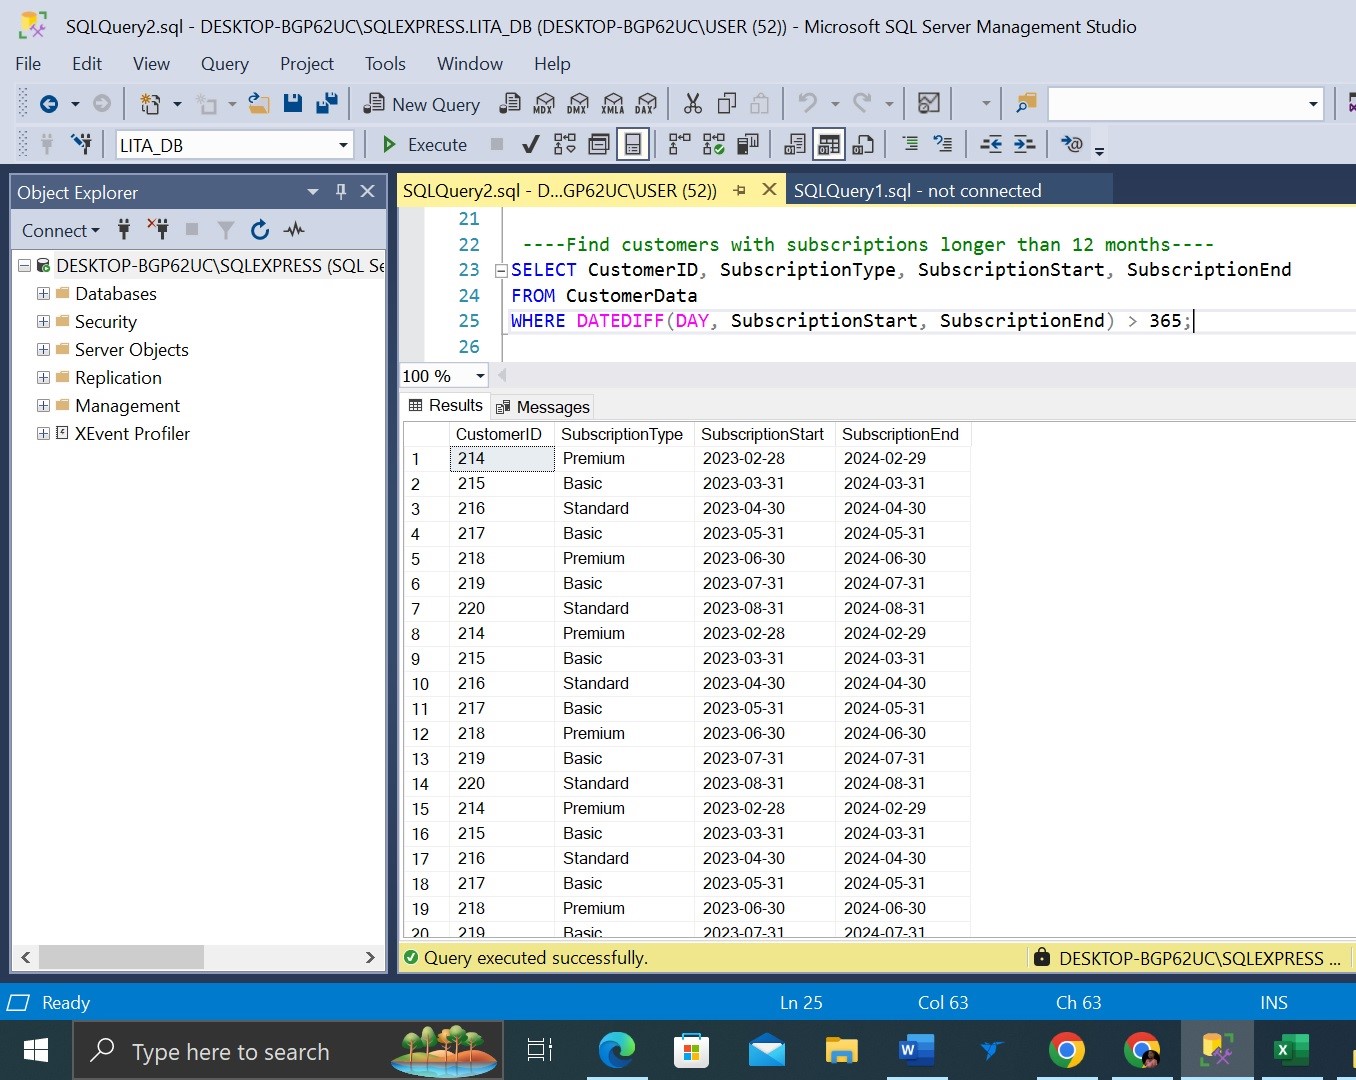 SQLQuery2.sql - DESKTOP-BGP62UC\SQLEXPRESS.LITA_DB (DESKTOP-BGP62UC\USER (52)) - Microsoft SQL Server Management Studio
File Edit View Query Project Tools Window Help
New Query MDX DMX XMLA DAX
LITA_DB Execute
Object Explorer
Connect
DESKTOP-BGP62UC\SQLEXPRESS (SQL Se
Databases
Security
Server Objects
Replication
Management
XEvent Profiler
SQLQuery2.sql - D...GP62UC\USER (52)) SQLQuery1.sql - not connected
21
22 ----Find customers with subscriptions longer than 12 months----
23 SELECT CustomerID, SubscriptionType, SubscriptionStart, SubscriptionEnd
24 FROM CustomerData
25 WHERE DATEDIFF(DAY, SubscriptionStart, SubscriptionEnd) > 365;
26
100 %
Results Messages
CustomerID SubscriptionType SubscriptionStart SubscriptionEnd
1 214 Premium 2023-02-28 2024-02-29
2 215 Basic 2023-03-31 2024-03-31
3 216 Standard 2023-04-30 2024-04-30
4 217 Basic 2023-05-31 2024-05-31
5 218 Premium 2023-06-30 2024-06-30
6 219 Basic 2023-07-31 2024-07-31
7 220 Standard 2023-08-31 2024-08-31
8 214 Premium 2023-02-28 2024-02-29
9 215 Basic 2023-03-31 2024-03-31
10 216 Standard 2023-04-30 2024-04-30
11 217 Basic 2023-05-31 2024-05-31
12 218 Premium 2023-06-30 2024-06-30
13 219 Basic 2023-07-31 2024-07-31
14 220 Standard 2023-08-31 2024-08-31
15 214 Premium 2023-02-28 2024-02-29
16 215 Basic 2023-03-31 2024-03-31
17 216 Standard 2023-04-30 2024-04-30
18 217 Basic 2023-05-31 2024-05-31
19 218 Premium 2023-06-30 2024-06-30
20 219 Basic 2023-07-31 2024-07-31
Query executed successfully. DESKTOP-BGP62UC\SQLEXPRESS ...
Ready Ln 25 Col 63 Ch 63 INS
Type here to search